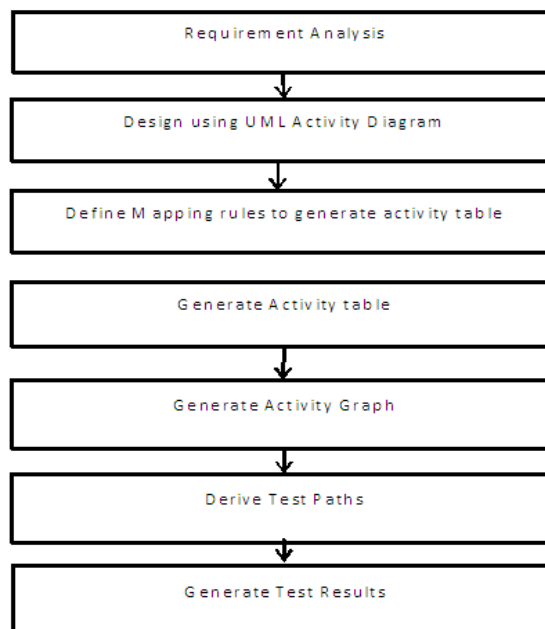 Requirement Analysis
Design using UML Activity Diagram
Define Mapping rules to generate activity table
Generate Activity table
Generate Activity Graph
Derive Test Paths
Generate Test Results